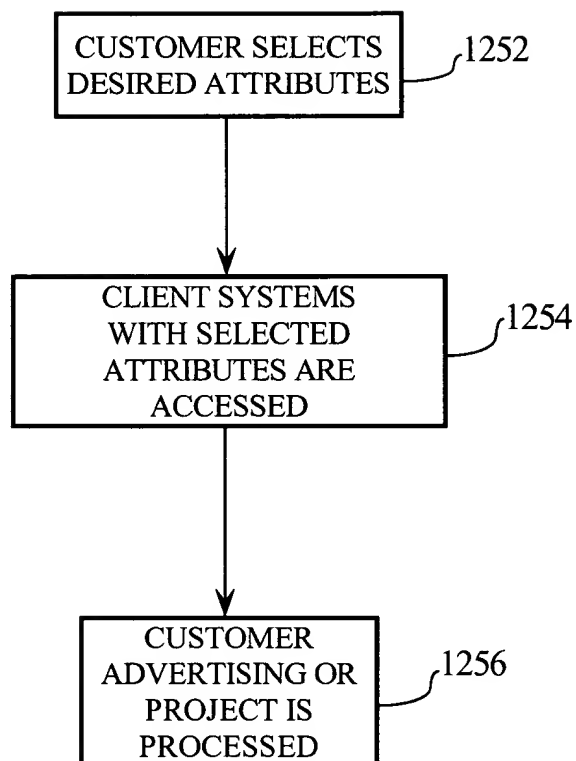 CUSTOMER SELECTS
DESIRED ATTRIBUTES
1252
CLIENT SYSTEMS
WITH SELECTED
ATTRIBUTES ARE
ACCESSED
1254
CUSTOMER
ADVERTISING OR
PROJECT IS
PROCESSED
1256